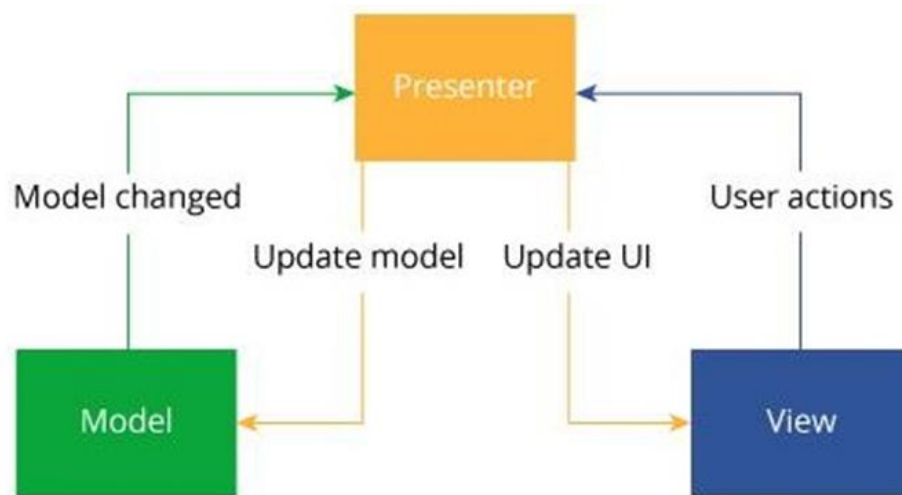 Presenter
Model changed
User actions
Update model
Update UI
Model
View